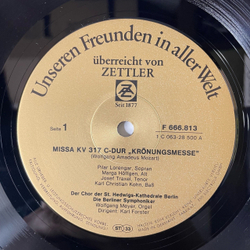 Unseren Freunden in aller Welt
überreicht von
ZETTLER
Seit 1877
Seite 1
F 666.813
1 C 063-28 500 A
MISSA KV 317 C-DUR „KRÖNUNGSMESSE"
(Wolfgang Amadeus Mozart)
Pilar Lorengar, Sopran
Marga Höffgen, Alt
Josef Traxel, Tenor
Karl Christian Kohn, Baß
Der Chor der St. Hedwigs-Kathedrale Berlin
Die Berliner Symphoniker
Wolfgang Meyer, Orgel
Dirigent: Karl Forster
ST 33